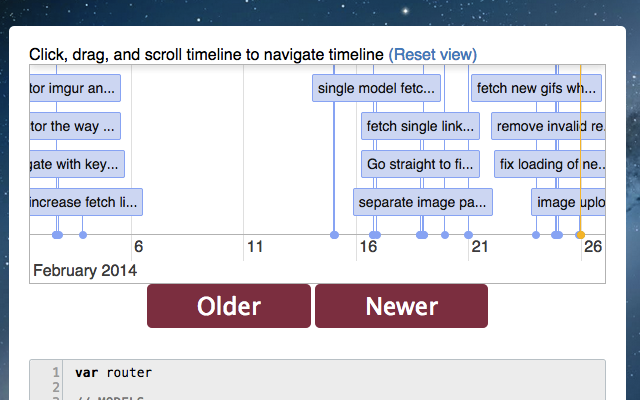 Click, drag, and scroll timeline to navigate timeline (Reset view)
tor imgur an... single model fetc... fetch new gifs wh...
tor the way ... fetch single link... remove invalid re
gate with key... Go straight to fi... fix loading of ne...
increase fetch li... separate image pa... image uplo
6 11 16 21 26
February 2014
Older Newer
1 var router
2
3 // MODELS